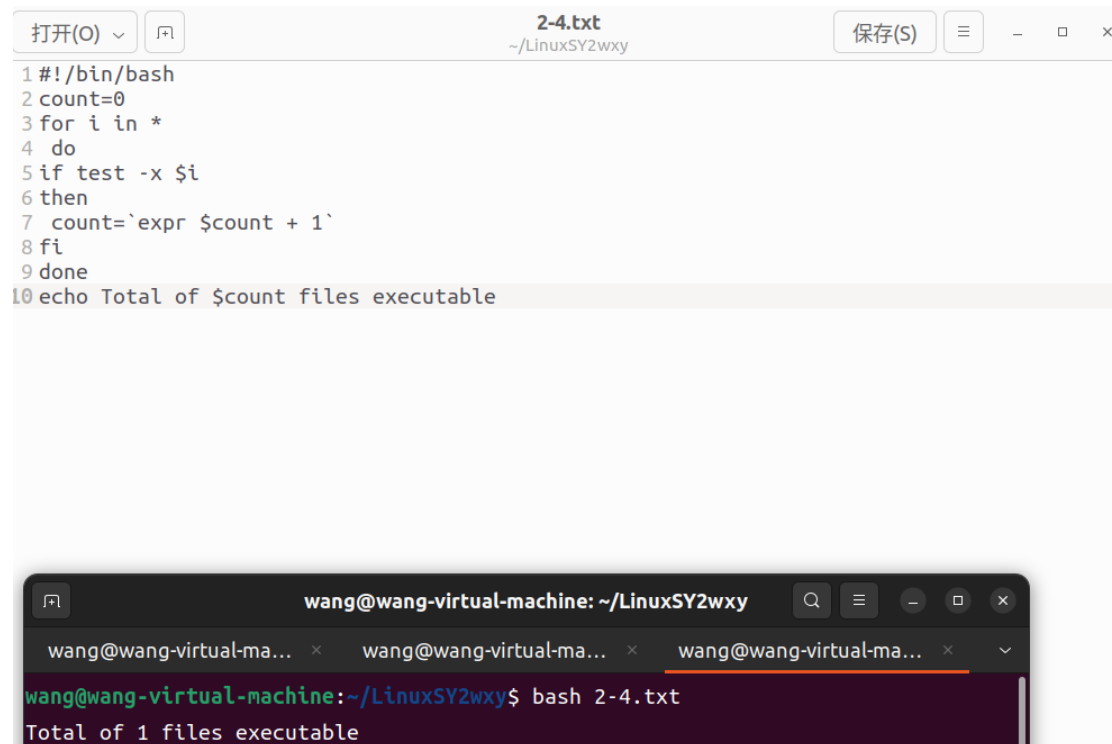 打开(O)
2-4.txt
~/LinuxSY2wxy
保存(S)
1 #!/bin/bash
2 count=0
3 for i in *
4  do
5 if test -x $i
6 then
7  count=`expr $count + 1`
8 fi
9 done
10 echo Total of $count files executable
wang@wang-virtual-machine: ~/LinuxSY2wxy
wang@wang-virtual-ma... × wang@wang-virtual-ma... × wang@wang-virtual-ma... ×
wang@wang-virtual-machine:~/LinuxSY2wxy$ bash 2-4.txt
Total of 1 files executable